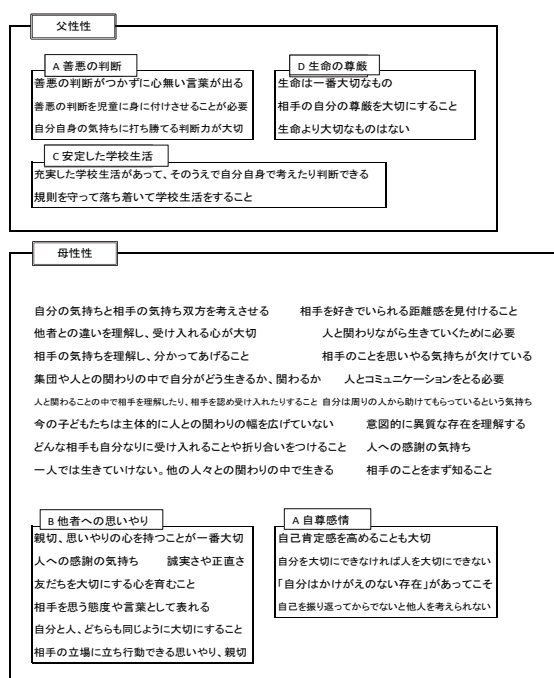 父性性
A 善悪の判断
善悪の判断がつかずに心無い言葉が出る
善悪の判断を児童に身に付けさせることが必要
自分自身の気持ちに打ち勝てる判断力が大切
D 生命の尊厳
生命は一番大切なもの
相手の自分の尊厳を大切にすること
生命より大切なものはない
C 安定した学校生活
充実した学校生活があって、そのうえで自分自身で考えたり判断できる
規則を守って落ち着いて学校生活をすること
母性性
自分の気持ちと相手の気持ち双方を考えさせる 相手を好きでいられる距離感を見付けること
他者との違いを理解し、受け入れる心が大切 人と関わりながら生きていくために必要
相手の気持ちを理解し、分かってあげること 相手のことを思いやる気持ちが欠けている
集団や人との関わりの中で自分がどう生きるか、関わるか 人とコミュニケーションをとる必要
人と関わることの中で相手を理解したり、相手を認め受け入れたりすること 自分は周りの人から助けてもらっているという気持ち
今の子どもたちは主体的に人との関わりの幅を広げていない 意図的に異質な存在を理解する
どんな相手も自分なりに受け入れることや折り合いをつけること 人への感謝の気持ち
一人では生きていけない。他の人々との関わりの中で生きる 相手のことをまず知ること
B 他者への思いやり
親切、思いやりの心を持つことが一番大切
人への感謝の気持ち 誠実さや正直さ
友だちを大切にする心を育むこと
相手を思う態度や言葉として表れる
自分と人、どちらも同じように大切にすること
相手の立場に立ち行動できる思いやり、親切
A 自尊感情
自己肯定感を高めることも大切
自分を大切にできなければ人を大切にできない
「自分はかけがえのない存在」があってこそ
自己を振り返ってからでないと他人を考えられない